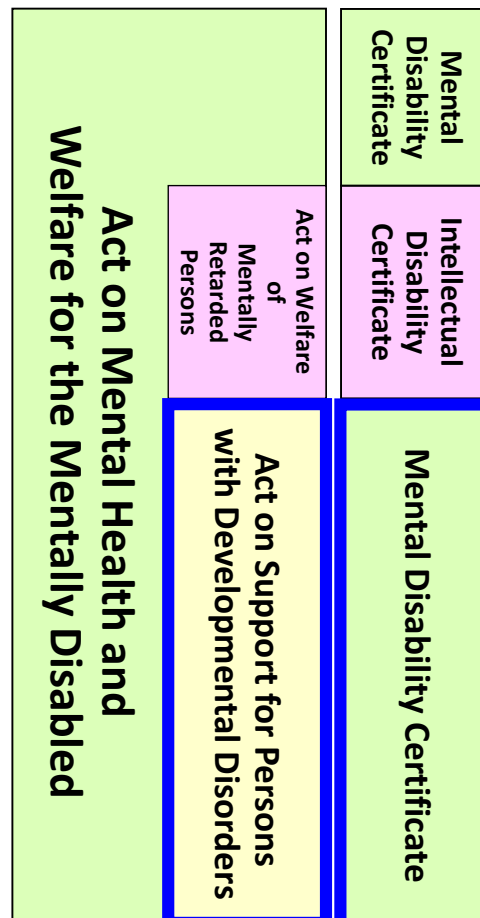 Mental
Disability
Certificate
Intellectual
Disability
Certificate
Mental Disability Certificate
Act on Welfare
of
Mentally
Retarded
Persons
Act on Support for Persons
with Developmental Disorders
Act on Mental Health and
Welfare for the Mentally Disabled